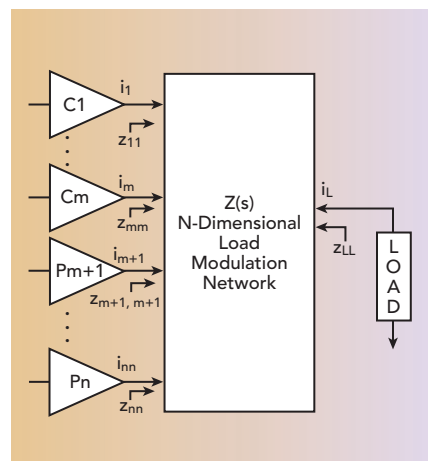 C1
i1
z11
Cm
im
zmm
Pm+1
im+1
zm+1, m+1
Pn
inn
znn
Z(s)
N-Dimensional
Load
Modulation
Network
iL
zLL
LOAD